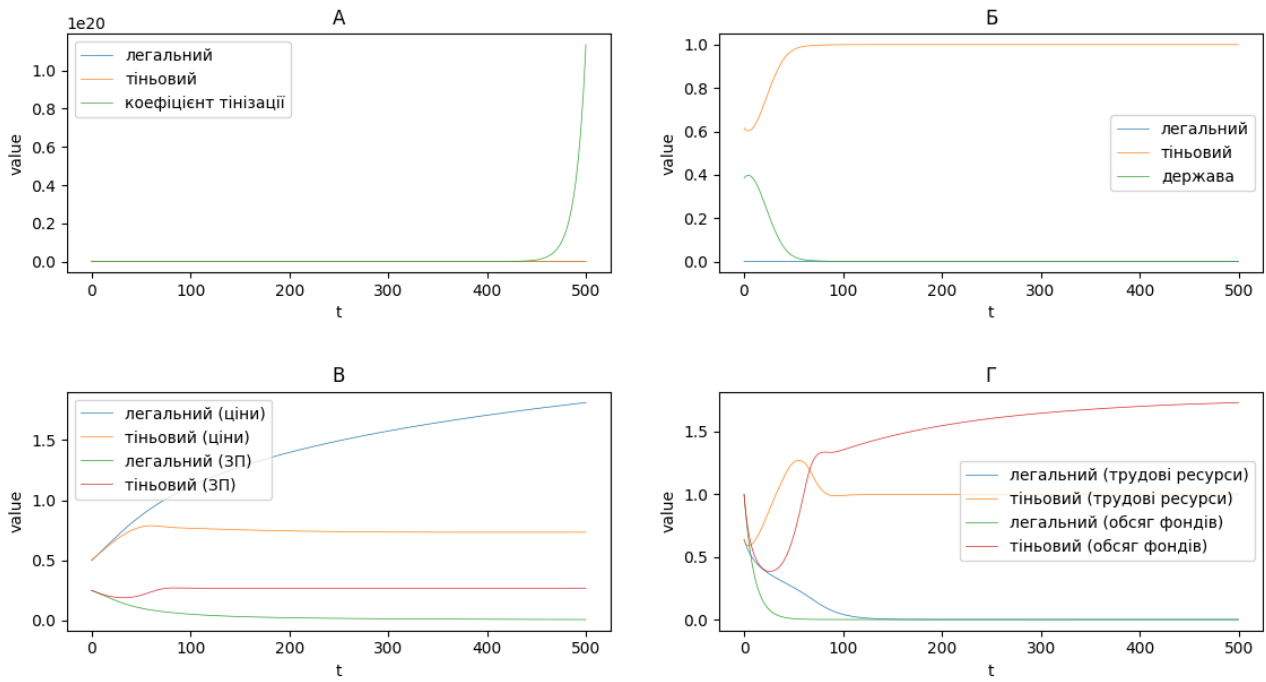 А
1e20
1.0
0.8
0.6
0.4
0.2
0.0
value
легальний
тіньовий
коефіцієнт тінізації
0 100 200 300 400 500
t
Б
1.0
0.8
0.6
0.4
0.2
0.0
value
легальний
тіньовий
держава
0 100 200 300 400 500
t
В
1.5
1.0
0.5
0.0
value
легальний (ціни)
тіньовий (ціни)
легальний (ЗП)
тіньовий (ЗП)
0 100 200 300 400 500
t
Г
1.5
1.0
0.5
0.0
value
легальний (трудові ресурси)
тіньовий (трудові ресурси)
легальний (обсяг фондів)
тіньовий (обсяг фондів)
0 100 200 300 400 500
t